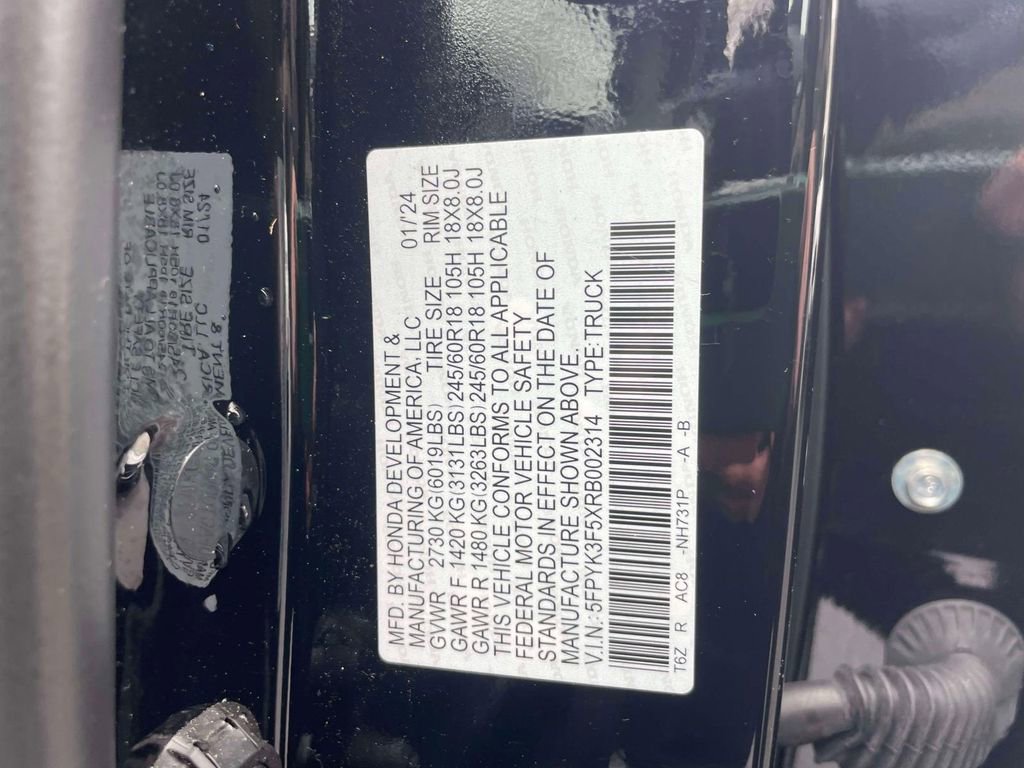 MFD. BY HONDA DEVELOPMENT &
MANUFACTURING OF AMERICA, LLC 01/24
GVWR 2730 KG(6019LBS) TIRE SIZE RIM SIZE
GAWR F 1420 KG(3131LBS)245/60R18 105H 18X8.0J
GAWR R 1480 KG(3263LBS)245/60R18 105H 18X8.0J
THIS VEHICLE CONFORMS TO ALL APPLICABLE
FEDERAL MOTOR VEHICLE SAFETY
STANDARDS IN EFFECT ON THE DATE OF
MANUFACTURE SHOWN ABOVE.
V.I.N.:5FPYK3F5XRB002314 TYPE:TRUCK
T6Z R AC8 -NH731P -A -B